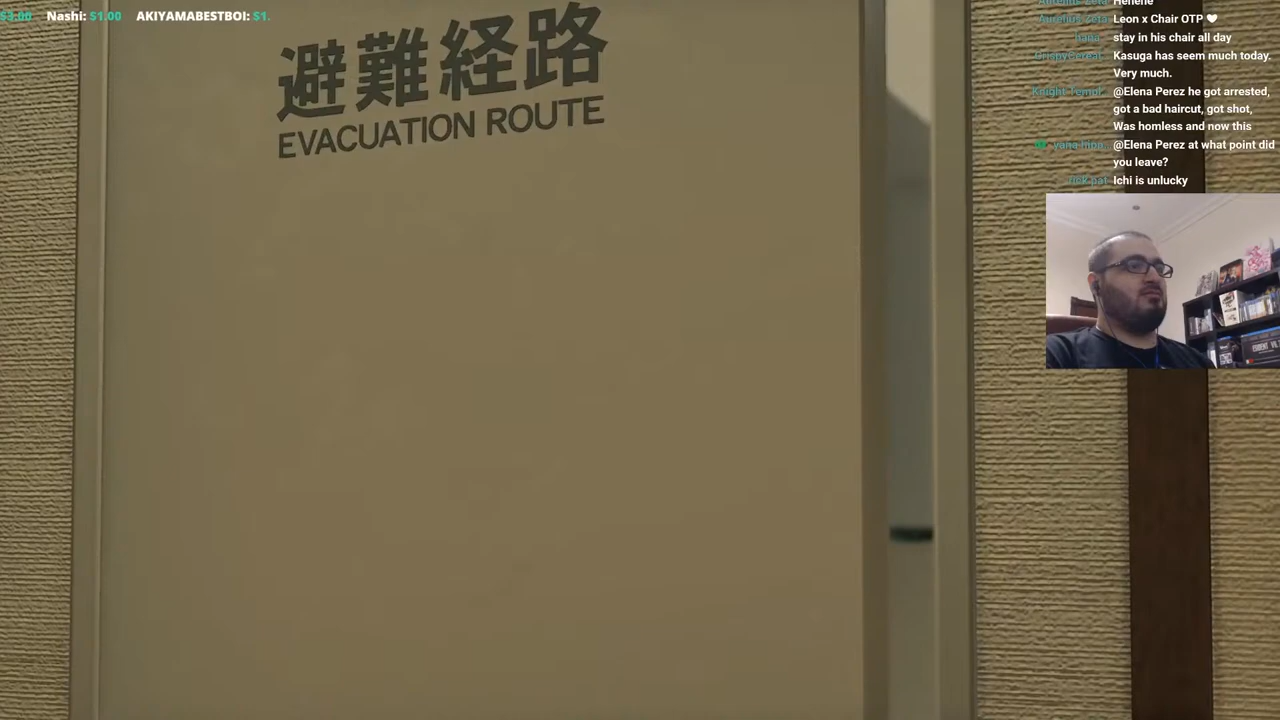 $3.00 Nashi: $1.00 AKIYAMABESTBOI: $1.
避難経路
EVACUATION ROUTE
Hehehe
Leon x Chair OTP ❤
stay in his chair all day
Kasuga has seem much today.
Very much.
@Elena Perez he got arrested,
got a bad haircut, got shot,
Was homless and now this
@Elena Perez at what point did
you leave?
Ichi is unlucky